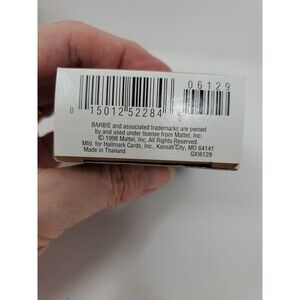 06129
0 15012 52284
BARBIE and associated trademarks are owned
by and used under license from Mattel, Inc.
© 1998 Mattel, Inc. All Rights Reserved
Mfd. for Hallmark Cards, Inc., Kansas City, MO 64141
Made in Thailand
QXI6129